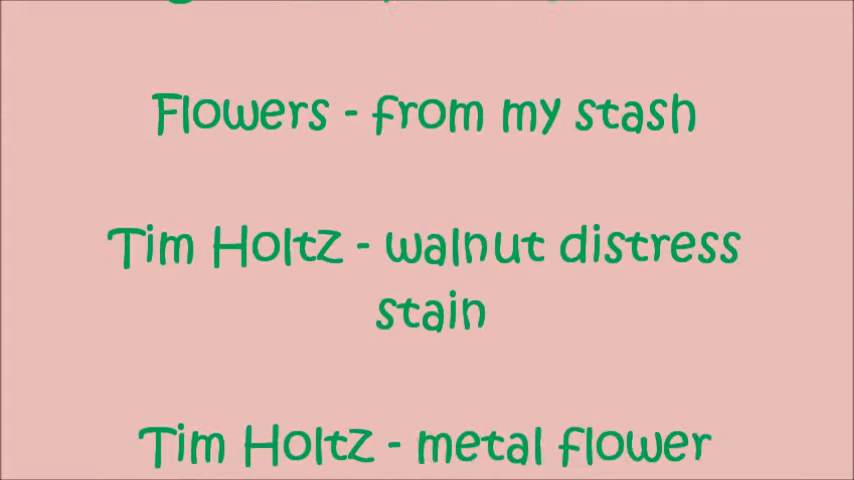 Flowers - from my stash
Tim Holtz - walnut distress
stain
Tim Holtz - metal flower